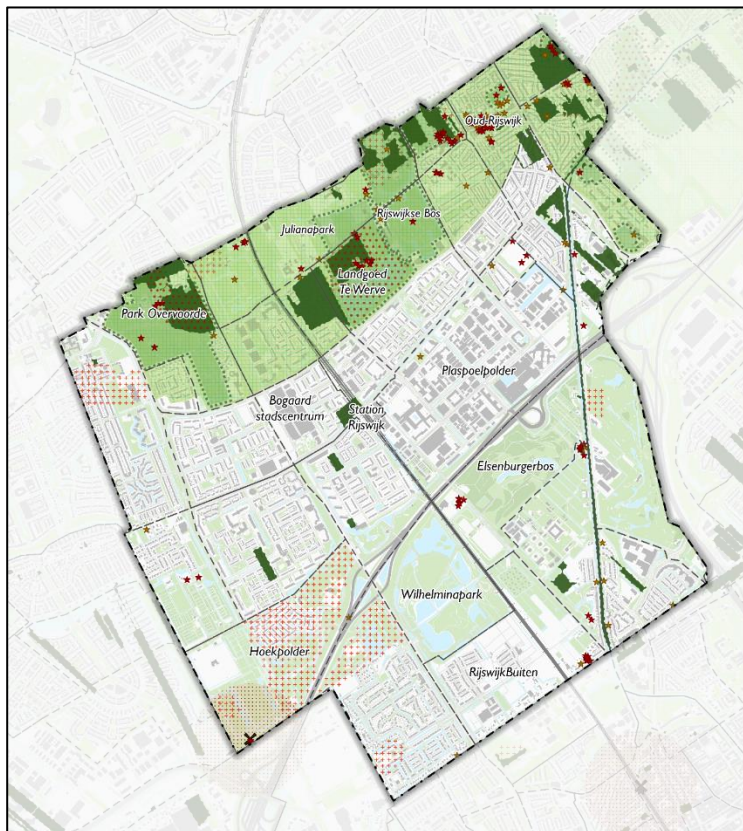 Oud-Rijswijk
Rijswijkse Bos
Julianapark
Landgoed
Te Werve
Park Overvoorde
Plaspoelpolder
Bogaard
stadscentrum
Station
Rijswijk
Elsenburgerbos
Wilhelminapark
Hoekpolder
RijswijkBuiten